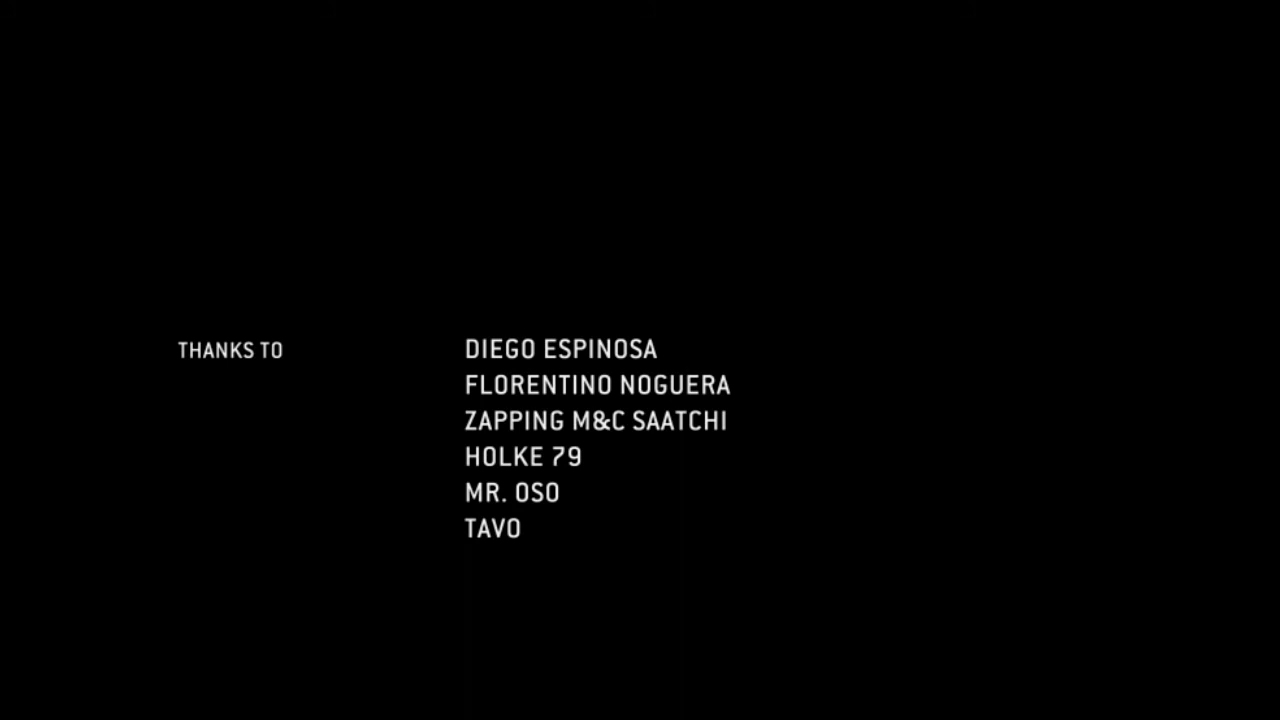 THANKS TO DIEGO ESPINOSA
FLORENTINO NOGUERA
ZAPPING M&C SAATCHI
HOLKE 79
MR. OSO
TAVO